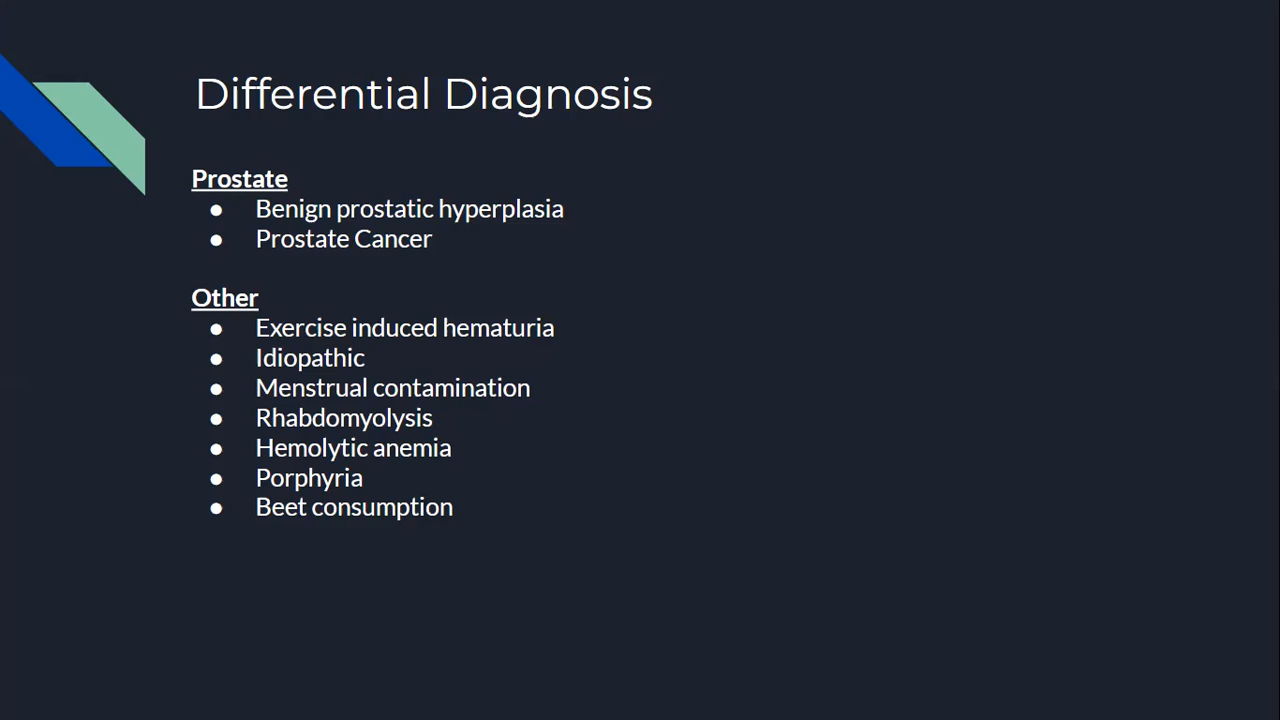 Differential Diagnosis
Prostate
● Benign prostatic hyperplasia
● Prostate Cancer
Other
● Exercise induced hematuria
● Idiopathic
● Menstrual contamination
● Rhabdomyolysis
● Hemolytic anemia
● Porphyria
● Beet consumption